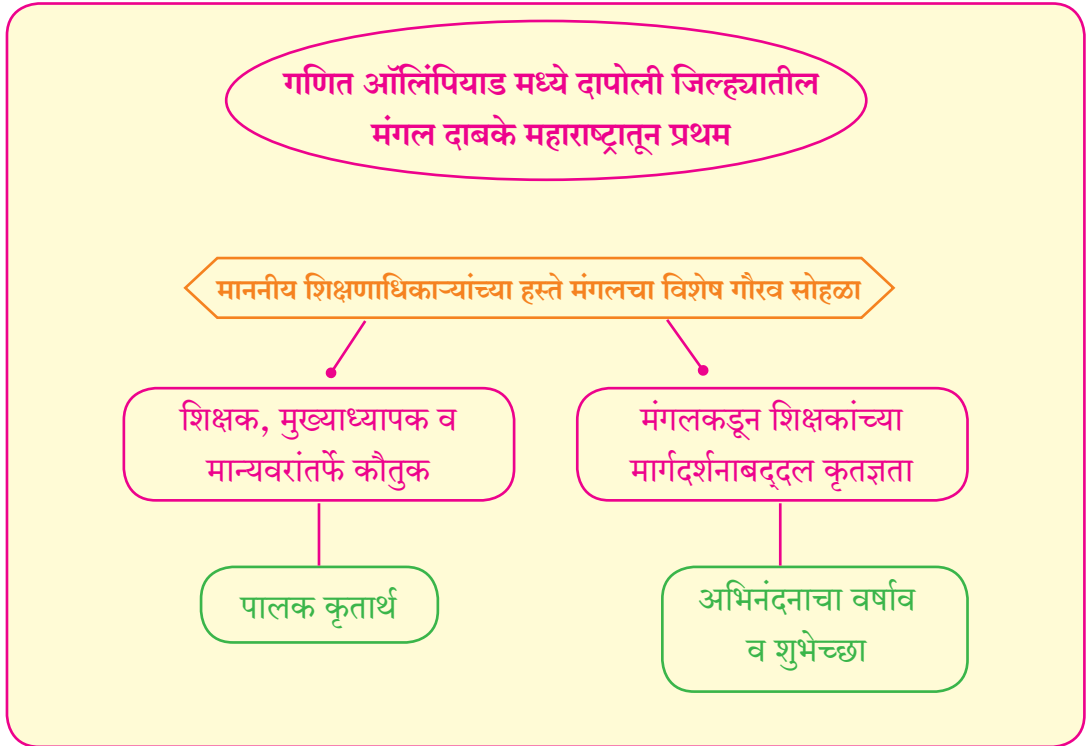 गणित ऑलिंपियाड मध्ये दापोली जिल्ह्यातील
मंगल दाबके महाराष्ट्रातून प्रथम
माननीय शिक्षणाधिकाऱ्यांच्या हस्ते मंगलचा विशेष गौरव सोहळा
शिक्षक, मुख्याध्यापक व
मान्यवरांतर्फे कौतुक
मंगलकडून शिक्षकांच्या
मार्गदर्शनाबद्‌दल कृतज्ञता
पालक कृतार्थ
अभिनंदनाचा वर्षाव
व शुभेच्छा